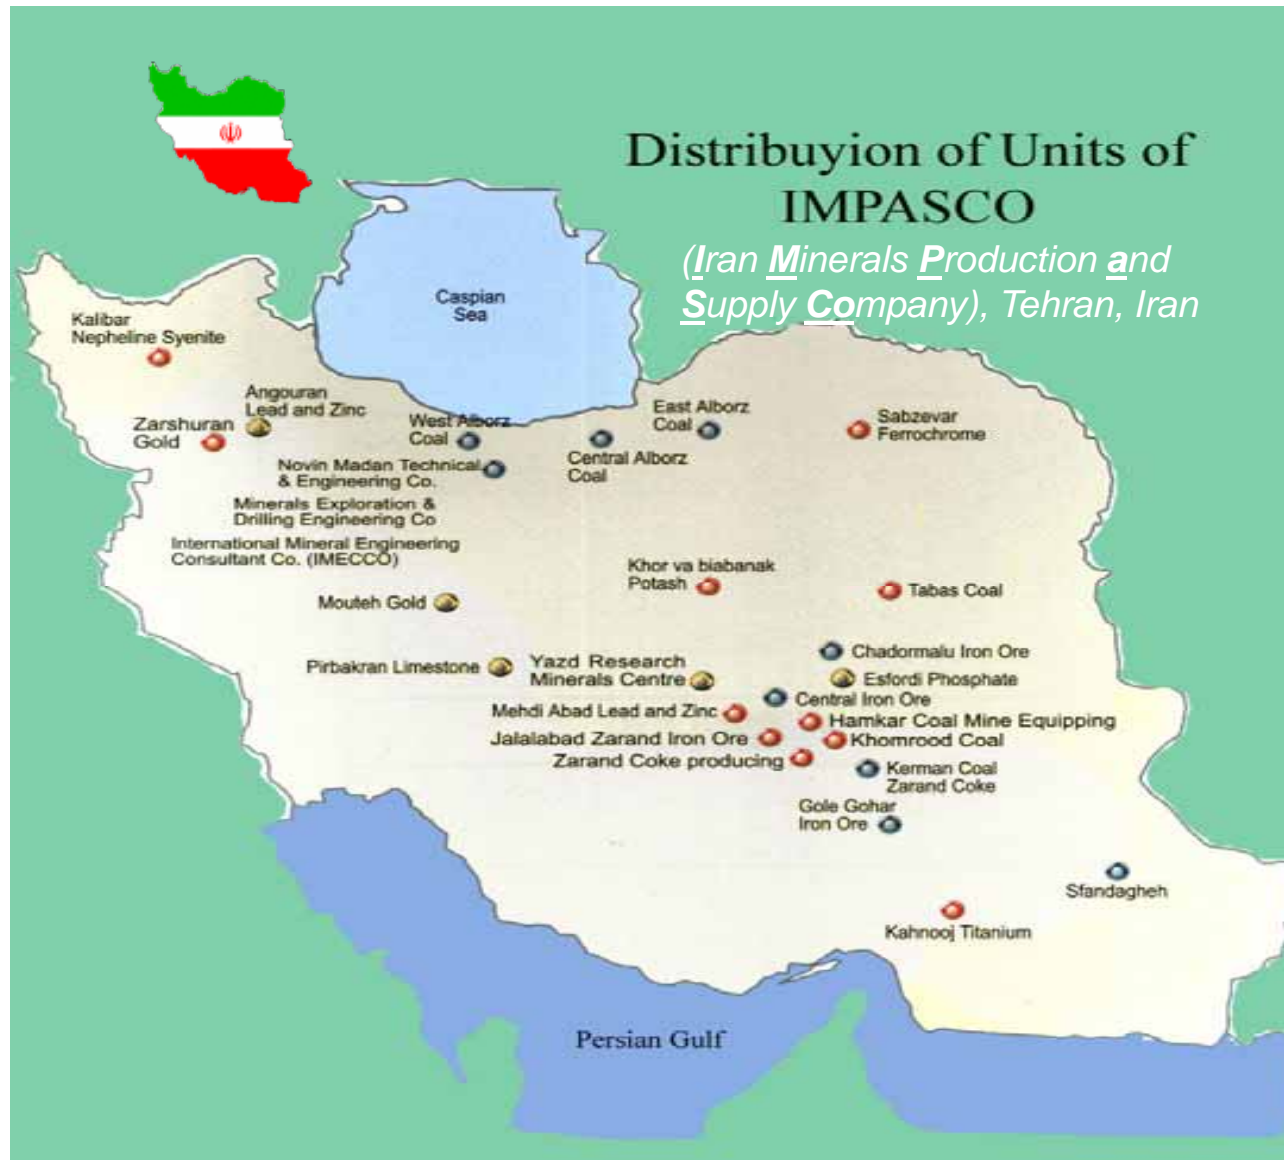 Distribuyion of Units of
IMPASCO
(Iran Minerals Production and
Supply Company), Tehran, Iran
Caspian
Sea
Kalibar
Nepheline Syenite
Angouran
Lead and Zinc
Zarshuran
Gold
West Alborz
Coal
East Alborz
Coal
Sabzevar
Ferrochrome
Central Alborz
Coal
Novin Madan Technical
& Engineering Co.
Minerals Exploration &
Drilling Engineering Co
International Mineral Engineering
Consultant Co. (IMECCO)
Khor va biabanak
Potash
Tabas Coal
Mouteh Gold
Chadormalu Iron Ore
Pirbakran Limestone
Yazd Research
Minerals Centre
Esfordi Phosphate
Central Iron Ore
Mehdi Abad Lead and Zinc
Hamkar Coal Mine Equipping
Jalalabad Zarand Iron Ore
Khomrood Coal
Zarand Coke producing
Kerman Coal
Zarand Coke
Gole Gohar
Iron Ore
Sfandagheh
Kahnooj Titanium
Persian Gulf